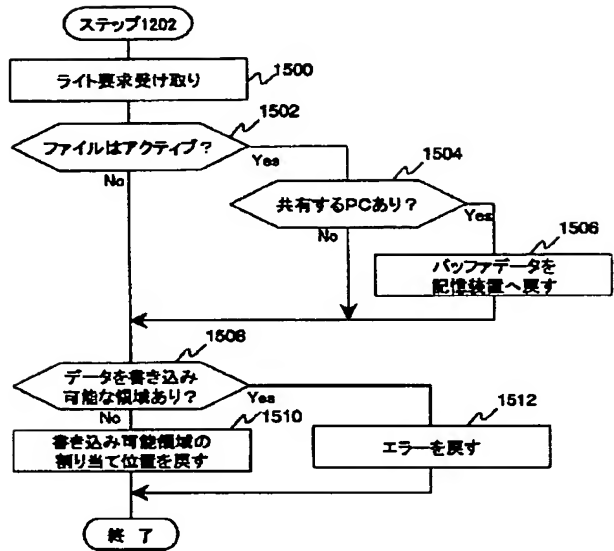 ステップ1202
ライト要求受け取り
1500
1502
ファイルはアクティブ?
Yes
No
1504
共有するPCあり?
Yes
No
1506
バッファデータを
記憶装置へ戻す
1508
データを書き込み
可能な領域あり?
Yes
No
1510
1512
書き込み可能領域の
割り当て位置を戻す
エラーを戻す
終 了